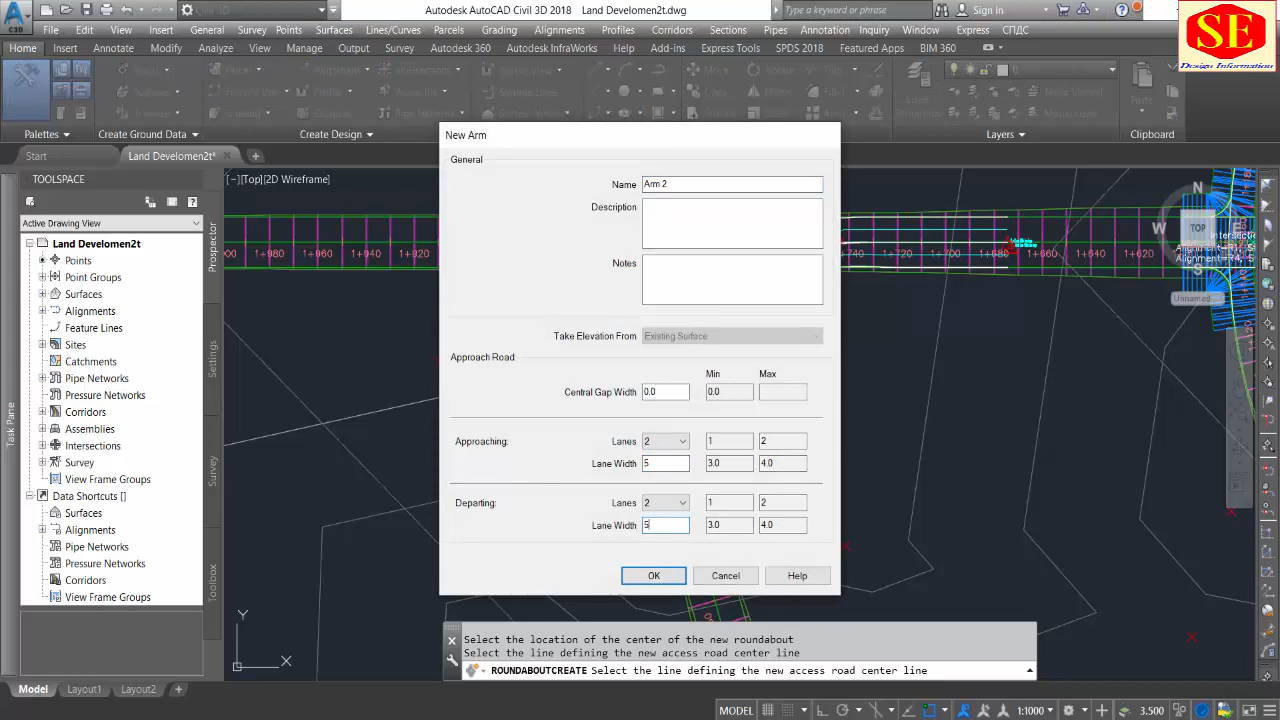 Autodesk AutoCAD Civil 3D 2018 Land Developmen2t.dwg
Type a keyword or phrase
Sign In
C3D
File Edit View Insert General Survey Points Surfaces Lines/Curves Parcels Grading Alignments Profiles Corridors Sections Pipes Annotation Inquiry Window Express СПДС
SE
Design Information
Home Insert Annotate Modify Analyze View Manage Output Survey Autodesk 360 Autodesk InfraWorks Help Add-ins Express Tools SPDS 2018 Featured Apps BIM 360
Paste
Palettes Create Ground Data Create Design Layers Clipboard
Start Land Developmen2t*
TOOLSPACE
Active Drawing View
Land Developmen2t
Points
Point Groups
Surfaces
Alignments
Feature Lines
Sites
Catchments
Pipe Networks
Pressure Networks
Corridors
Assemblies
Intersections
Survey
View Frame Groups
Data Shortcuts []
Surfaces
Alignments
Pipe Networks
Pressure Networks
Corridors
View Frame Groups
Prospector
Settings
Survey
Toolbox
Task Pane
[−][Top][2D Wireframe]
1+980 1+960 1+940
1+720 1+700 1+680 1+660 1+640 1+620
N
W TOP E
S
Unnamed
New Arm
General
Name Arm 2
Description
Notes
Take Elevation From Existing Surface
Approach Road
Min Max
Central Gap Width 0.0 0.0
Approaching: Lanes 2 1 2
Lane Width 5 3.0 4.0
Departing: Lanes 2 1 2
Lane Width 5 3.0 4.0
OK Cancel Help
Select the location of the center of the new roundabout
Select the line defining the new access road center line
ROUNDABOUTCREATE Select the line defining the new access road center line
Y
X
Model Layout1 Layout2 +
MODEL 1:1000 3.500